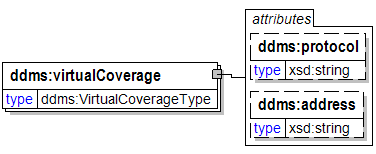 attributes
ddms:protocol
type xsd:string
ddms:virtualCoverage
type ddms:VirtualCoverageType
ddms:address
type xsd:string